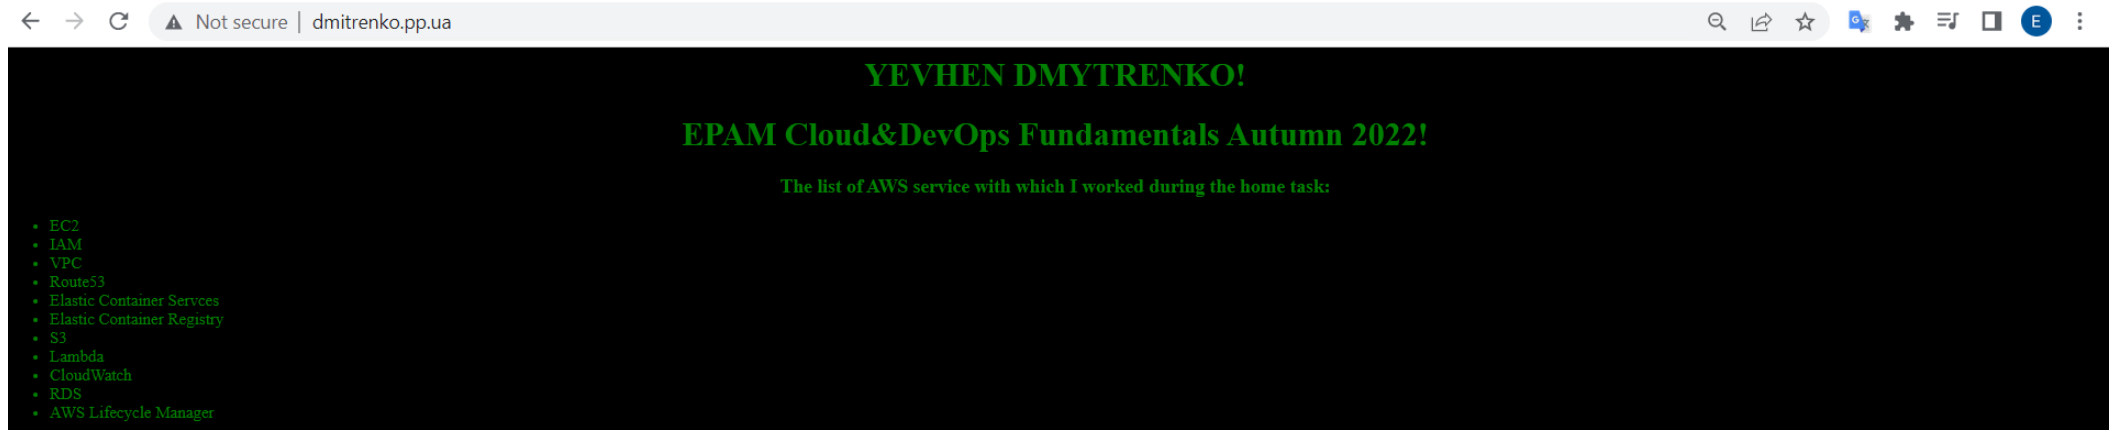 Not secure | dmitrenko.pp.ua
E
YEVHEN DMYTRENKO!
EPAM Cloud&DevOps Fundamentals Autumn 2022!
The list of AWS service with which I worked during the home task:
EC2
IAM
VPC
Route53
Elastic Container Servces
Elastic Container Registry
S3
Lambda
CloudWatch
RDS
AWS Lifecycle Manager